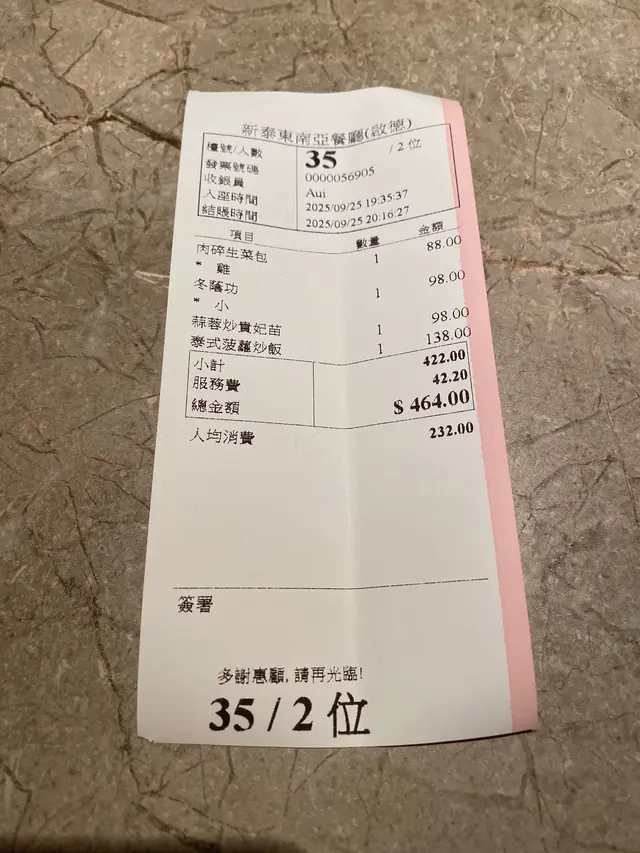 新泰東南亞餐廳(啟德)
檯號/人數 35 / 2 位
發票號碼 0000056905
收銀員 Aui
入座時間 2025/09/25 19:35:37
結賬時間 2025/09/25 20:16:27
項目 數量 金額
肉碎生菜包 1 88.00
* 雞
冬蔭功 1 98.00
* 小
蒜蓉炒貴妃苗 1 98.00
泰式菠蘿炒飯 1 138.00
小計 422.00
服務費 42.20
總金額 $ 464.00
人均消費 232.00
簽署
多謝惠顧, 請再光臨!
35 / 2 位